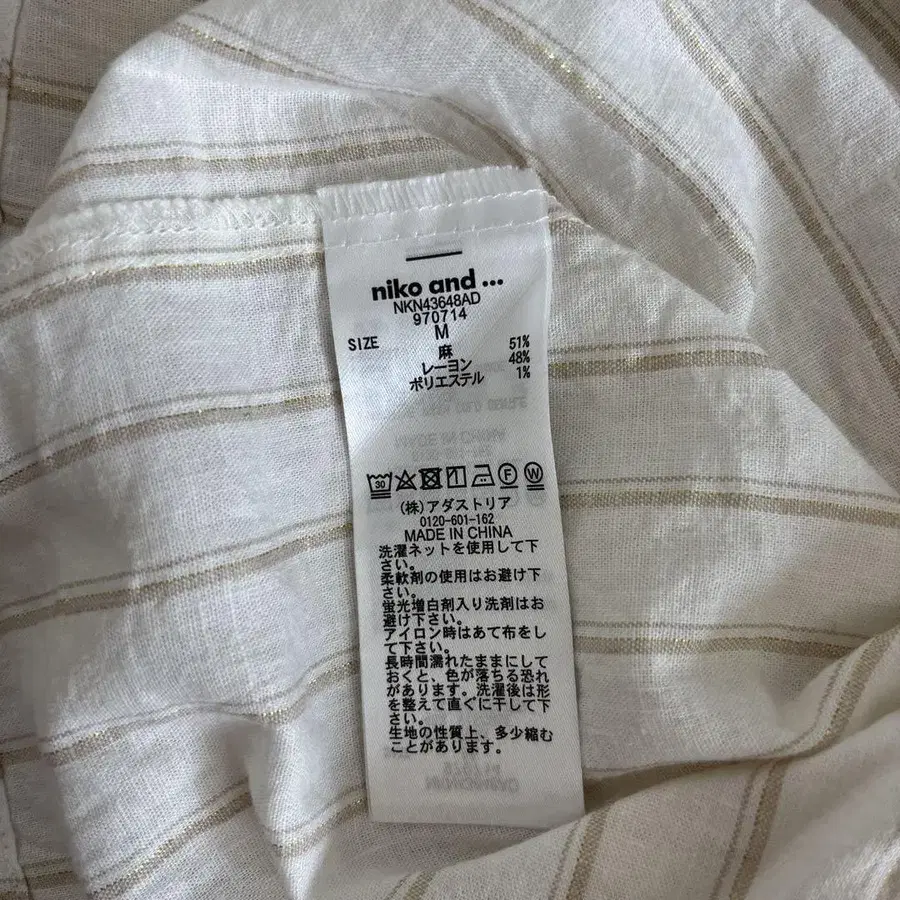 niko and ...
NKN43648AD
970714
SIZE M
麻 51%
レーヨン 48%
ポリエステル 1%
30 F W
(株)アダストリア
0120-601-162
MADE IN CHINA
洗濯ネットを使用して下
さい。
柔軟剤の使用はお避け下
さい。
蛍光増白剤入り洗剤はお
避け下さい。
アイロン時はあて布をし
て下さい。
長時間濡れたままにして
おくと、色が落ちる恐れ
があります。洗濯後は形
を整えて直ぐに干して下
さい。
生地の性質上、多少縮む
ことがあります。